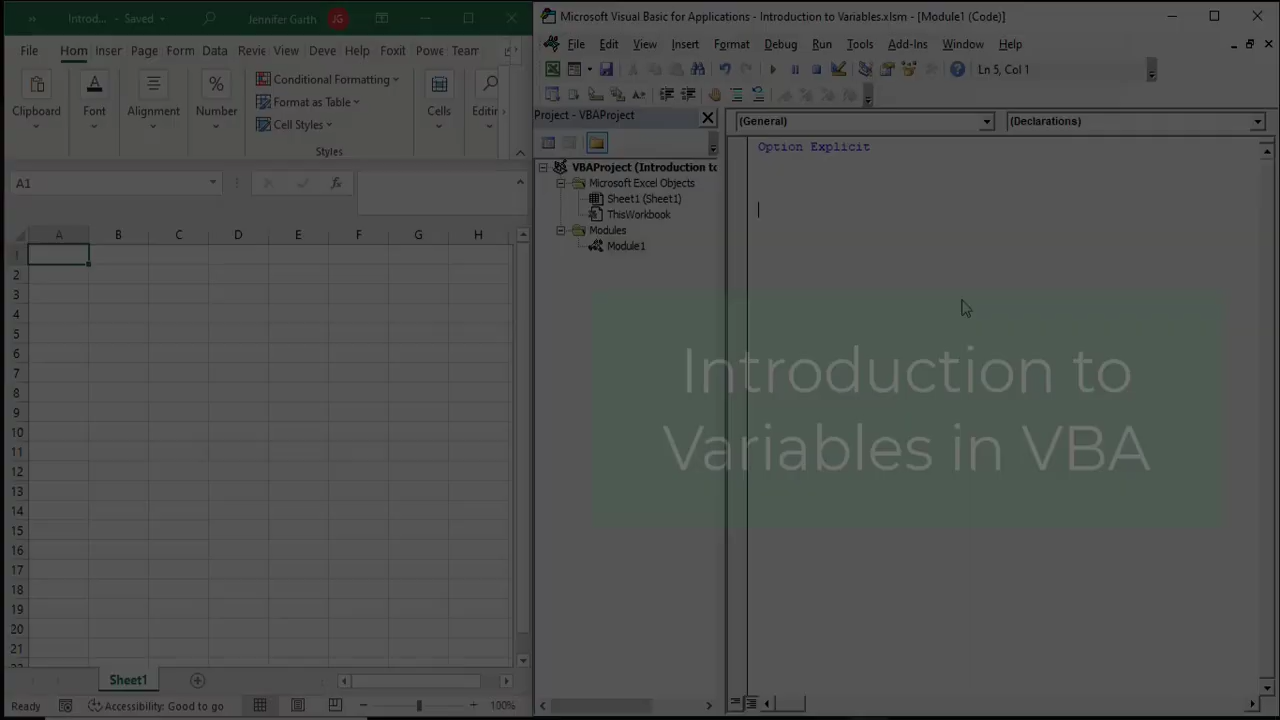 Introd... - Saved
Jennifer Garth
JG
File
Hom
Inser
Page
Form
Data
Revie
View
Deve
Help
Foxit
Powe
Team
Clipboard
Font
Alignment
Number
Conditional Formatting
Format as Table
Cell Styles
Styles
Cells
Editin
A1
fx
A B C D E F G H
1
2
3
4
5
6
7
8
9
10
11
12
13
14
15
16
17
18
19
20
21
Sheet1
Ready
Accessibility: Good to go
100%
Microsoft Visual Basic for Applications - Introduction to Variables.xlsm - [Module1 (Code)]
File Edit View Insert Format Debug Run Tools Add-Ins Window Help
Ln 5, Col 1
Project - VBAProject
VBAProject (Introduction to
Microsoft Excel Objects
Sheet1 (Sheet1)
ThisWorkbook
Modules
Module1
(General)
(Declarations)
Option Explicit
Introduction to
Variables in VBA